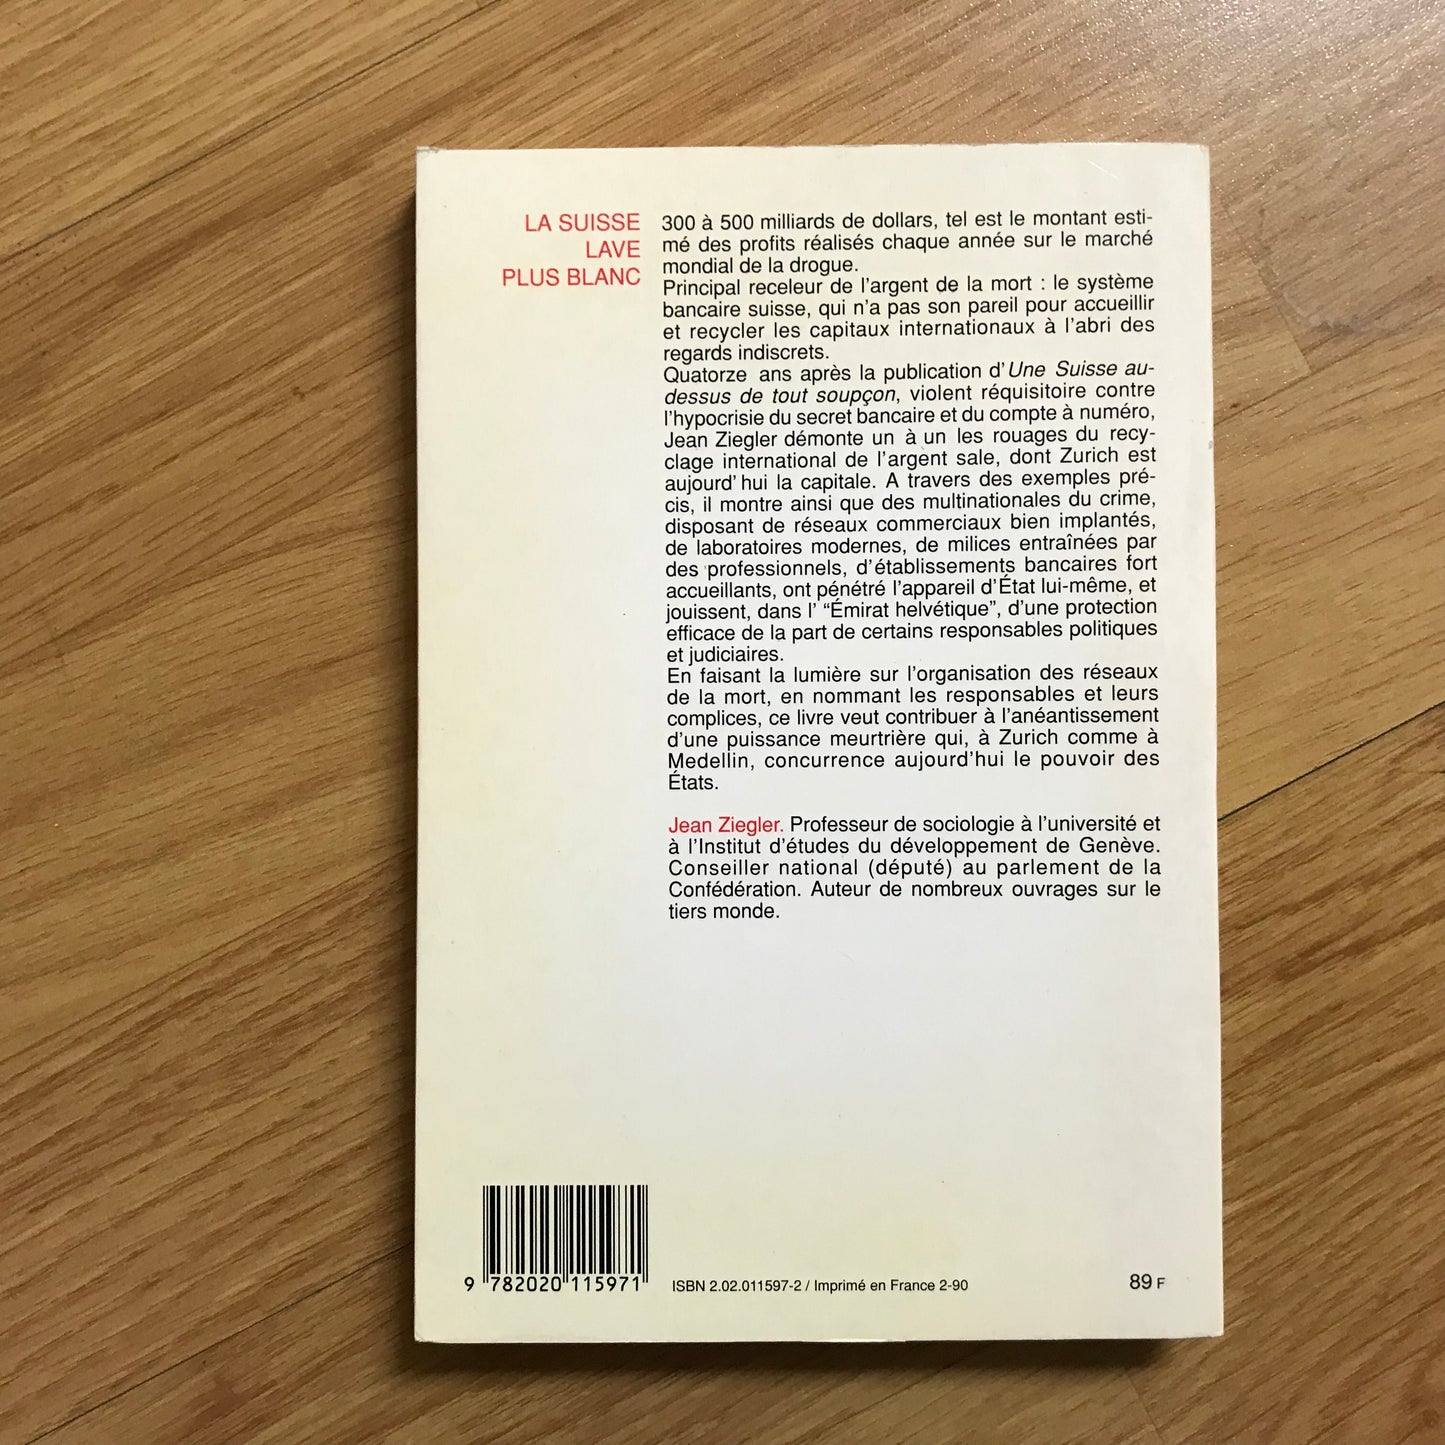 LA SUISSE
LAVE
PLUS BLANC
300 à 500 milliards de dollars, tel est le montant esti-
mé des profits réalisés chaque année sur le marché
mondial de la drogue.
Principal receleur de l'argent de la mort : le système
bancaire suisse, qui n'a pas son pareil pour accueillir
et recycler les capitaux internationaux à l'abri des
regards indiscrets.
Quatorze ans après la publication d'Une Suisse au-
dessus de tout soupçon, violent réquisitoire contre
l'hypocrisie du secret bancaire et du compte à numéro,
Jean Ziegler démonte un à un les rouages du recy-
clage international de l'argent sale, dont Zurich est
aujourd'hui la capitale. A travers des exemples pré-
cis, il montre ainsi que des multinationales du crime,
disposant de réseaux commerciaux bien implantés,
de laboratoires modernes, de milices entraînées par
des professionnels, d'établissements bancaires fort
accueillants, ont pénétré l'appareil d'État lui-même, et
jouissent, dans l' "Émirat helvétique", d'une protection
efficace de la part de certains responsables politiques
et judiciaires.
En faisant la lumière sur l'organisation des réseaux
de la mort, en nommant les responsables et leurs
complices, ce livre veut contribuer à l'anéantissement
d'une puissance meurtrière qui, à Zurich comme à
Medellin, concurrence aujourd'hui le pouvoir des
États.
Jean Ziegler. Professeur de sociologie à l'université et
à l'Institut d'études du développement de Genève.
Conseiller national (député) au parlement de la
Confédération. Auteur de nombreux ouvrages sur le
tiers monde.
9 782020 115971
ISBN 2.02.011597-2 / Imprimé en France 2-90
89 F